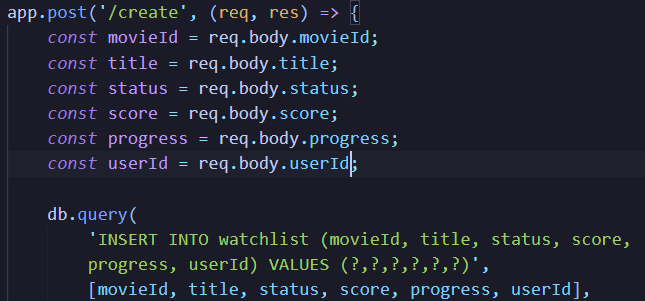 app.post('/create', (req, res) => {
const movieId = req.body.movieId;
const title = req.body.title;
const status = req.body.status;
const score = req.body.score;
const progress = req.body.progress;
const userId = req.body.userId;
db.query(
'INSERT INTO watchlist (movieId, title, status, score,
progress, userId) VALUES (?,?,?,?,?,?)',
[movieId, title, status, score, progress, userId],